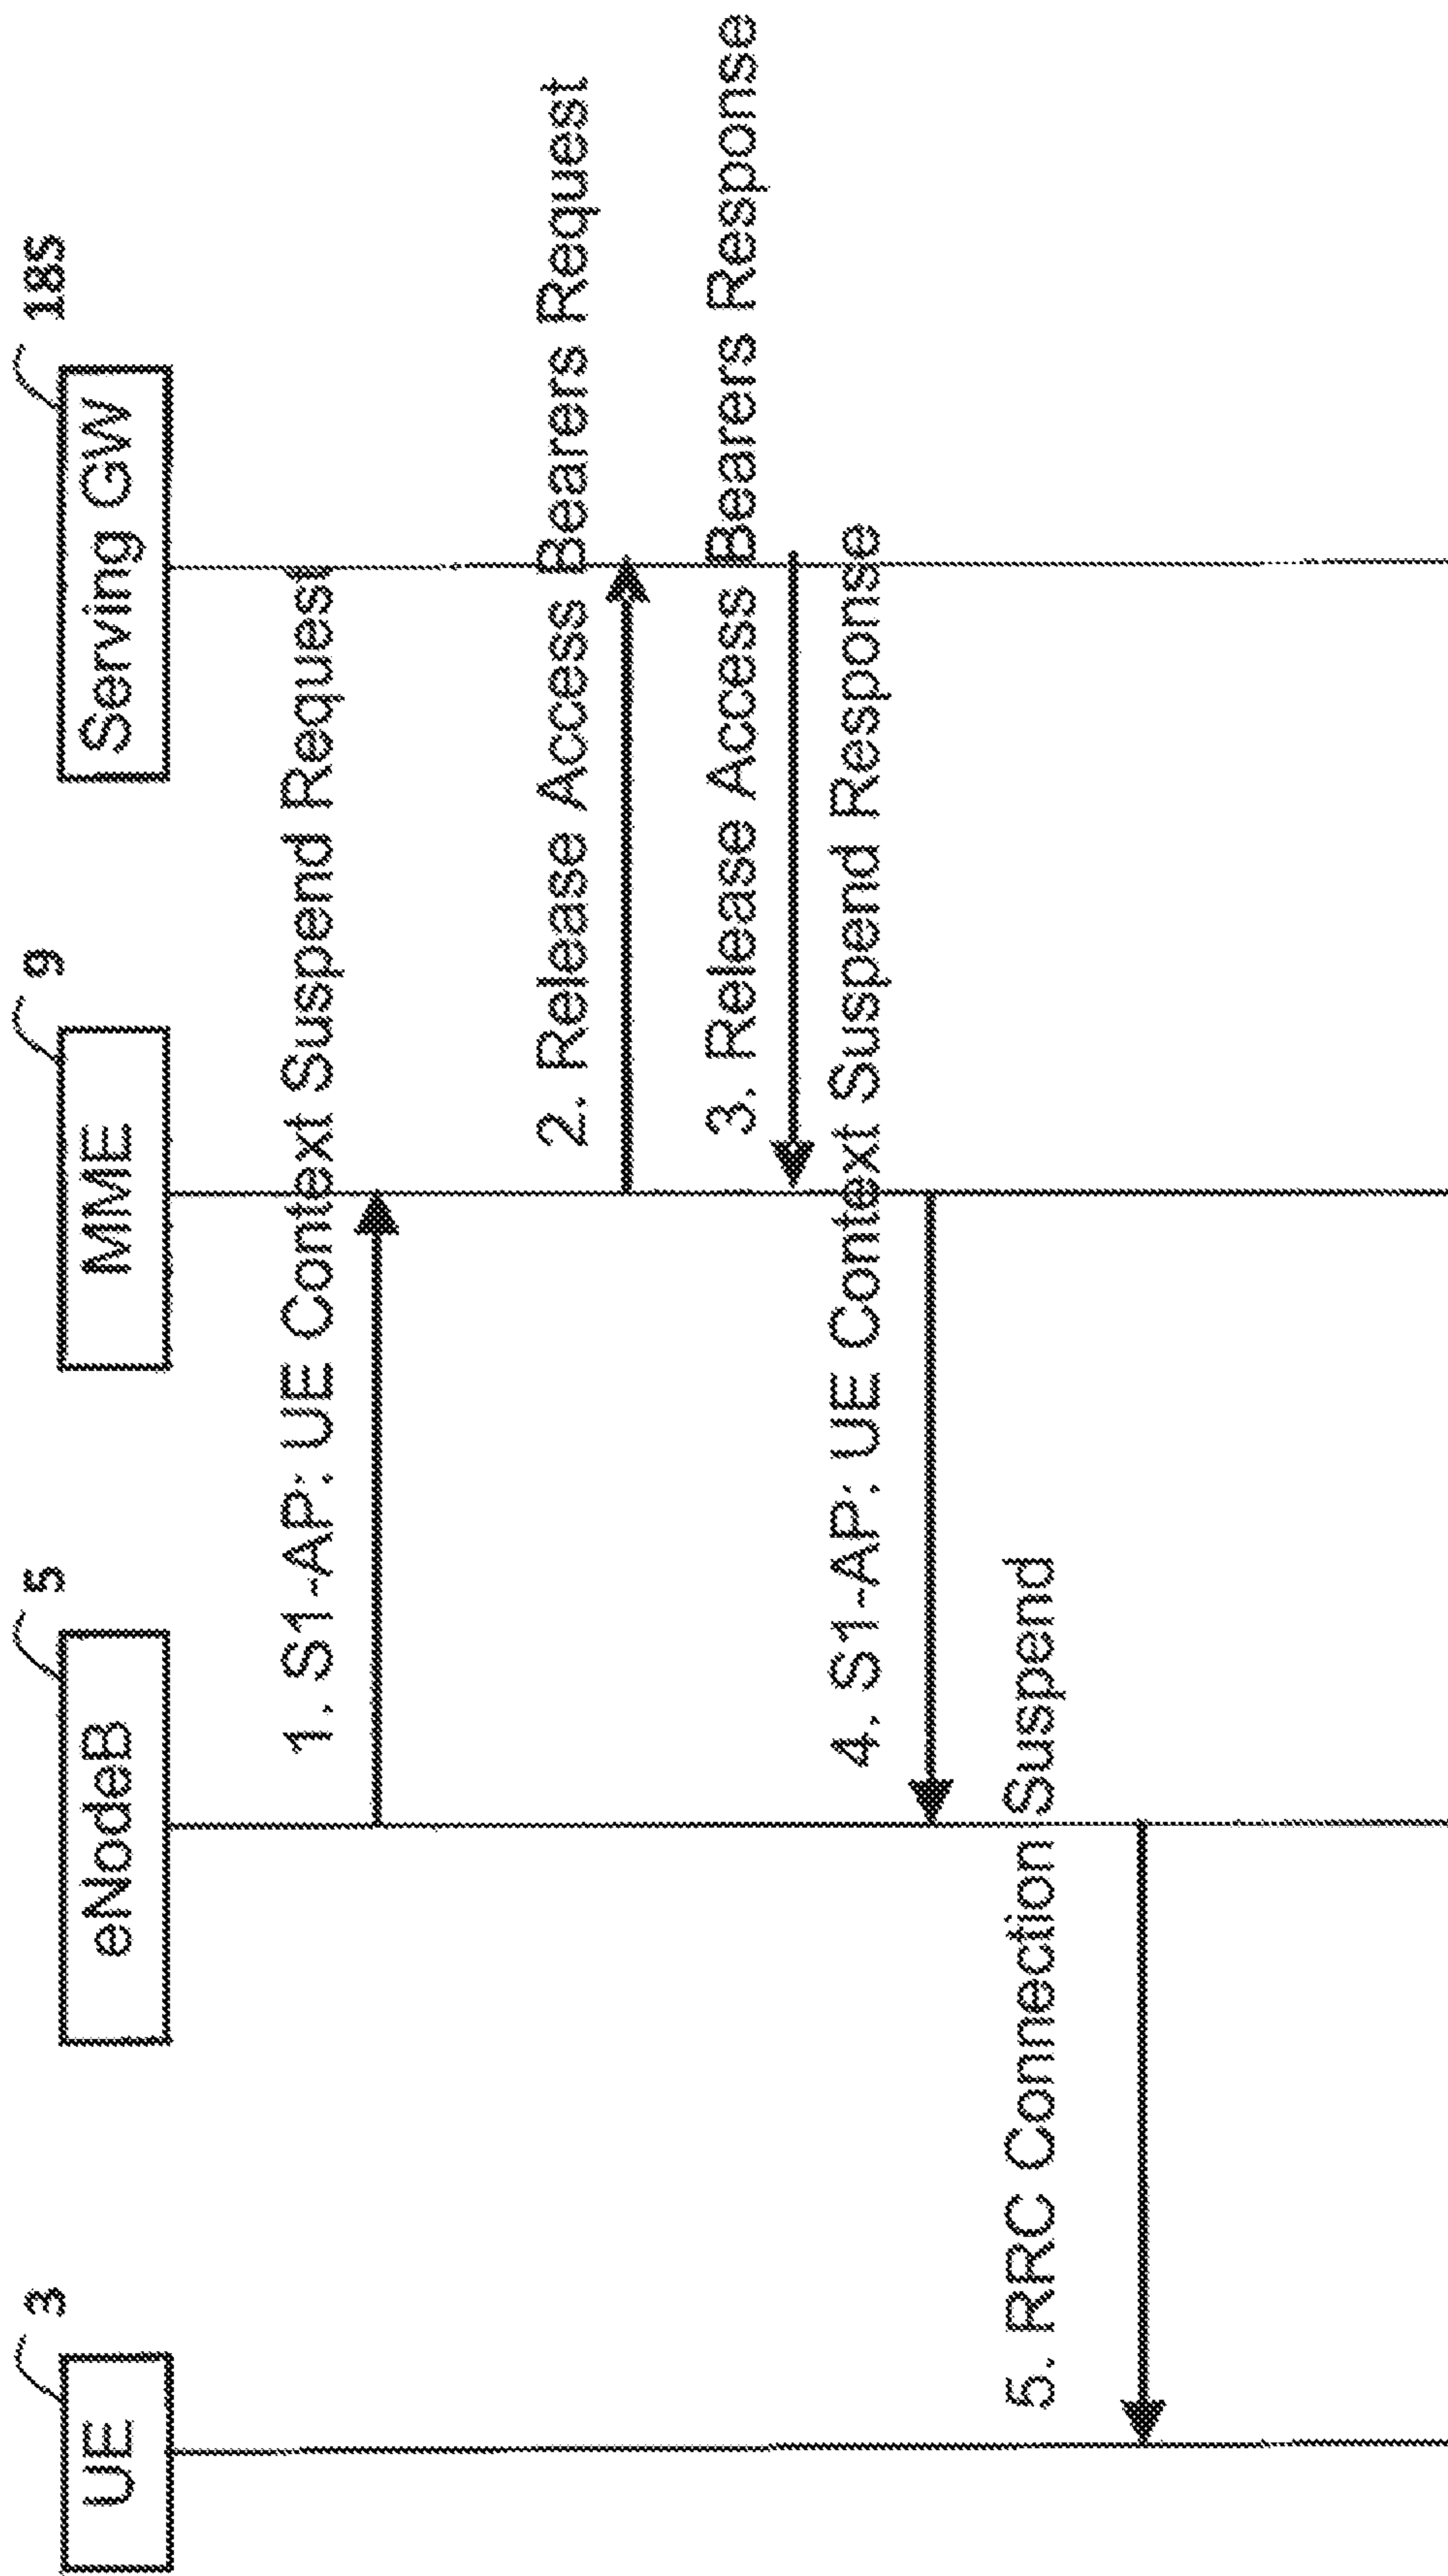 UE
3
eNodeB
5
MME
9
Serving GW
18S
1. S1-AP: UE Context Suspend Request
2. Release Access Bearers Request
3. Release Access Bearers Response
4. S1-AP: UE Context Suspend Response
5. RRC Connection Suspend